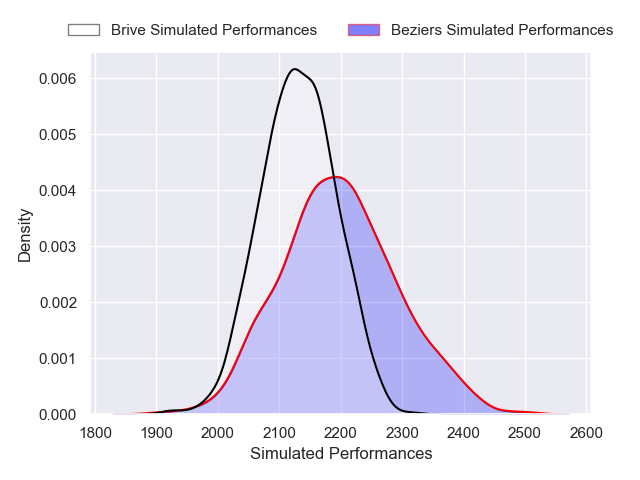 Brive Simulated Performances
Beziers Simulated Performances
0.006
0.005
0.004
0.003
0.002
0.001
0.000
Density
1800 1900 2000 2100 2200 2300 2400 2500 2600
Simulated Performances